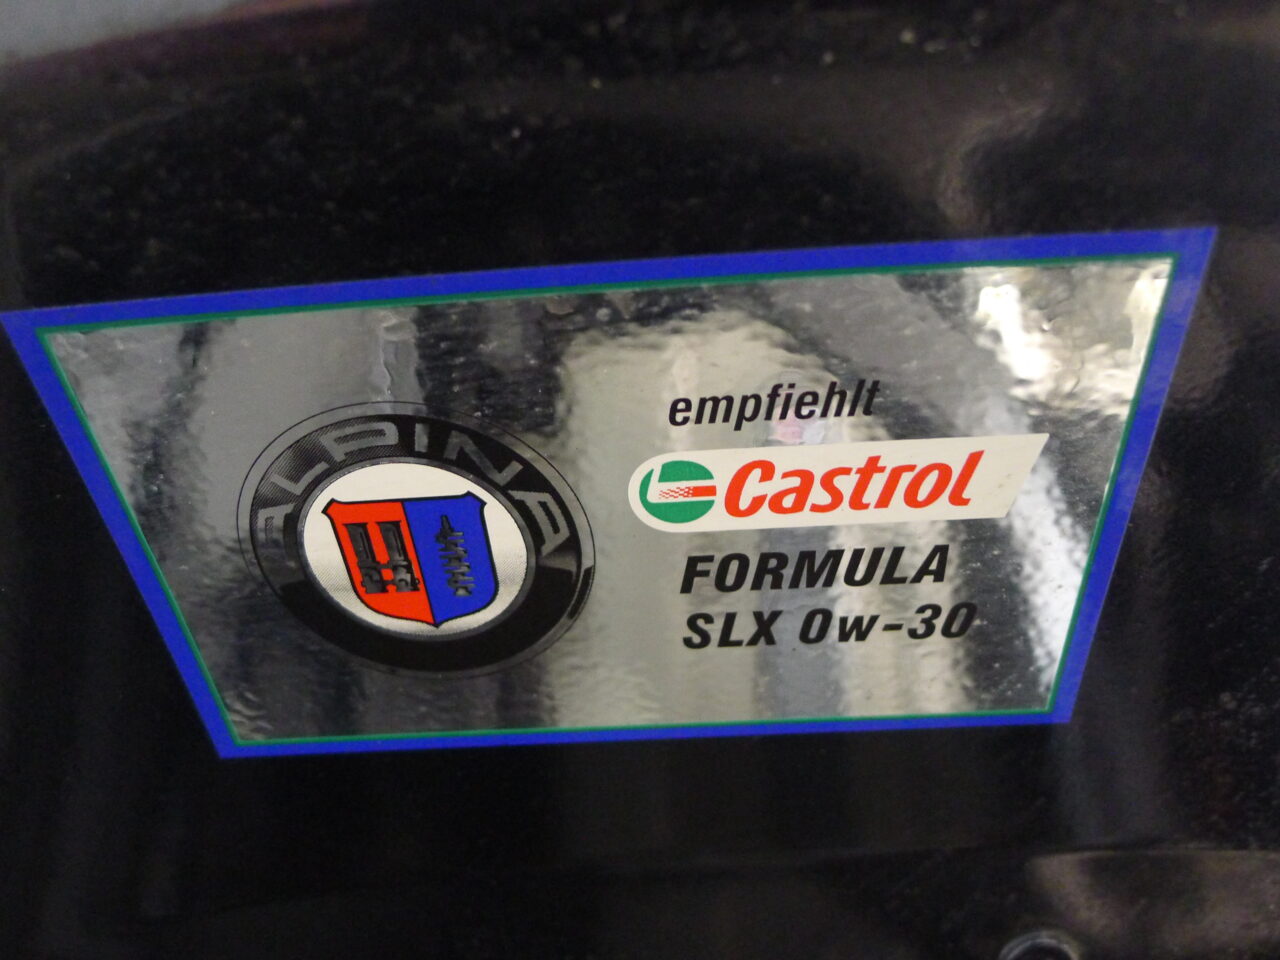 ALPINA
empfiehlt
Castrol
FORMULA
SLX 0w-30